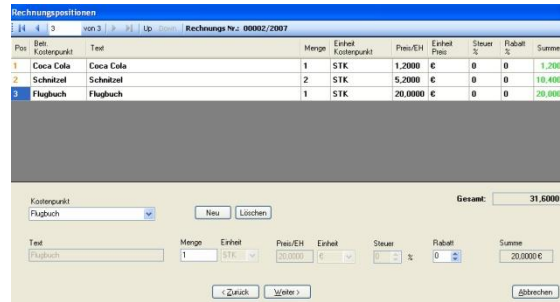 Rechnungspositionen
3 von 3 Up Down Rechnungs Nr.: 00002/2007
Pos Betr. Kostenpunkt Text Menge Einheit Kostenpunkt Preis/EH Einheit Preis Steuer % Rabatt % Summe
1 Coca Cola Coca Cola 1 STK 1,2000 € 0 0 1,200
2 Schnitzel Schnitzel 2 STK 5,2000 € 0 0 10,400
3 Flugbuch Flugbuch 1 STK 20,0000 € 0 0 20,000
Gesamt: 31,6000
Kostenpunkt
Flugbuch Neu Löschen
Text Menge Einheit Preis/EH Einheit Steuer Rabatt Summe
Flugbuch 1 STK 20,0000 € 0 % 0 20,0000 €
< Zurück Weiter > Abbrechen